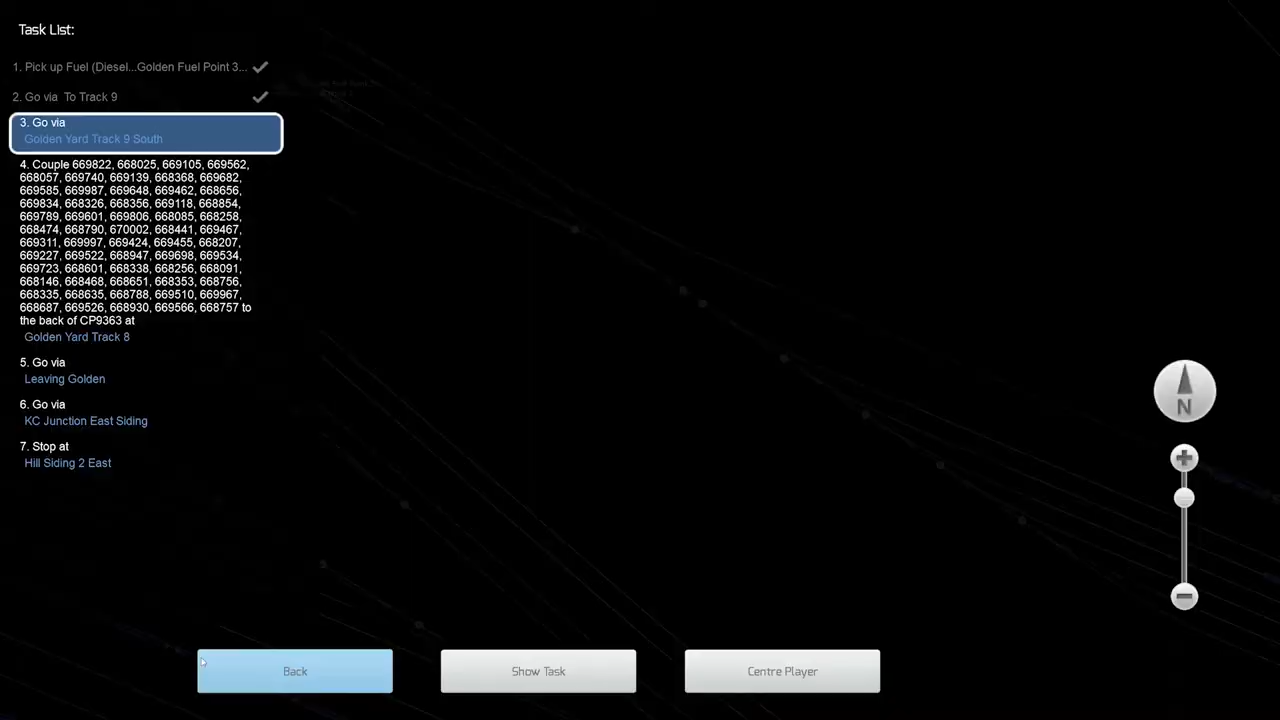 Task List:
1. Pick up Fuel (Diesel...Golden Fuel Point 3...
2. Go via  To Track 9
3. Go via
Golden Yard Track 9 South
4. Couple 669822, 668025, 669105, 669562,
668057, 669740, 669139, 668368, 669682,
669585, 669987, 669648, 669462, 668656,
669834, 668326, 668356, 669118, 668854,
669789, 669601, 669806, 668085, 668258,
668474, 668790, 670002, 668441, 669467,
669311, 669997, 669424, 669455, 668207,
669227, 669522, 668947, 669698, 669534,
669723, 668601, 668338, 668256, 668091,
668146, 668468, 668651, 668353, 668756,
668335, 668635, 668788, 669510, 669967,
668687, 669526, 668930, 669566, 668757 to
the back of CP9363 at
Golden Yard Track 8
5. Go via
Leaving Golden
6. Go via
KC Junction East Siding
7. Stop at
Hill Siding 2 East
N
Back
Show Task
Centre Player